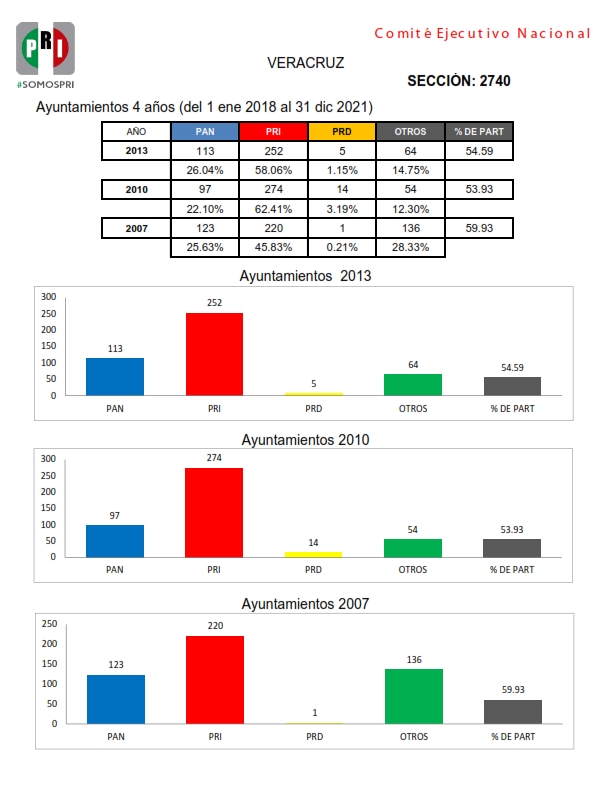 Comité Ejecutivo Nacional
PRI
#SOMOSPRI
VERACRUZ
SECCIÓN: 2740
Ayuntamientos 4 años (del 1 ene 2018 al 31 dic 2021)
AÑO PAN PRI PRD OTROS % DE PART
2013 113 252 5 64 54.59
26.04% 58.06% 1.15% 14.75%
2010 97 274 14 54 53.93
22.10% 62.41% 3.19% 12.30%
2007 123 220 1 136 59.93
25.63% 45.83% 0.21% 28.33%
Ayuntamientos 2013
300
250
200
150
100
50
0
113 252 5 64 54.59
PAN PRI PRD OTROS % DE PART
Ayuntamientos 2010
300
250
200
150
100
50
0
97 274 14 54 53.93
PAN PRI PRD OTROS % DE PART
Ayuntamientos 2007
250
200
150
100
50
0
123 220 1 136 59.93
PAN PRI PRD OTROS % DE PART